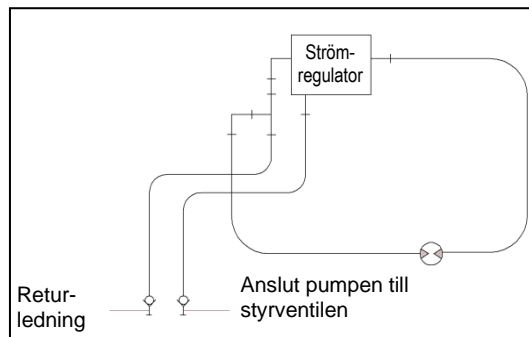 Ström-
regulator
Retur-
ledning
Anslut pumpen till
styrventilen